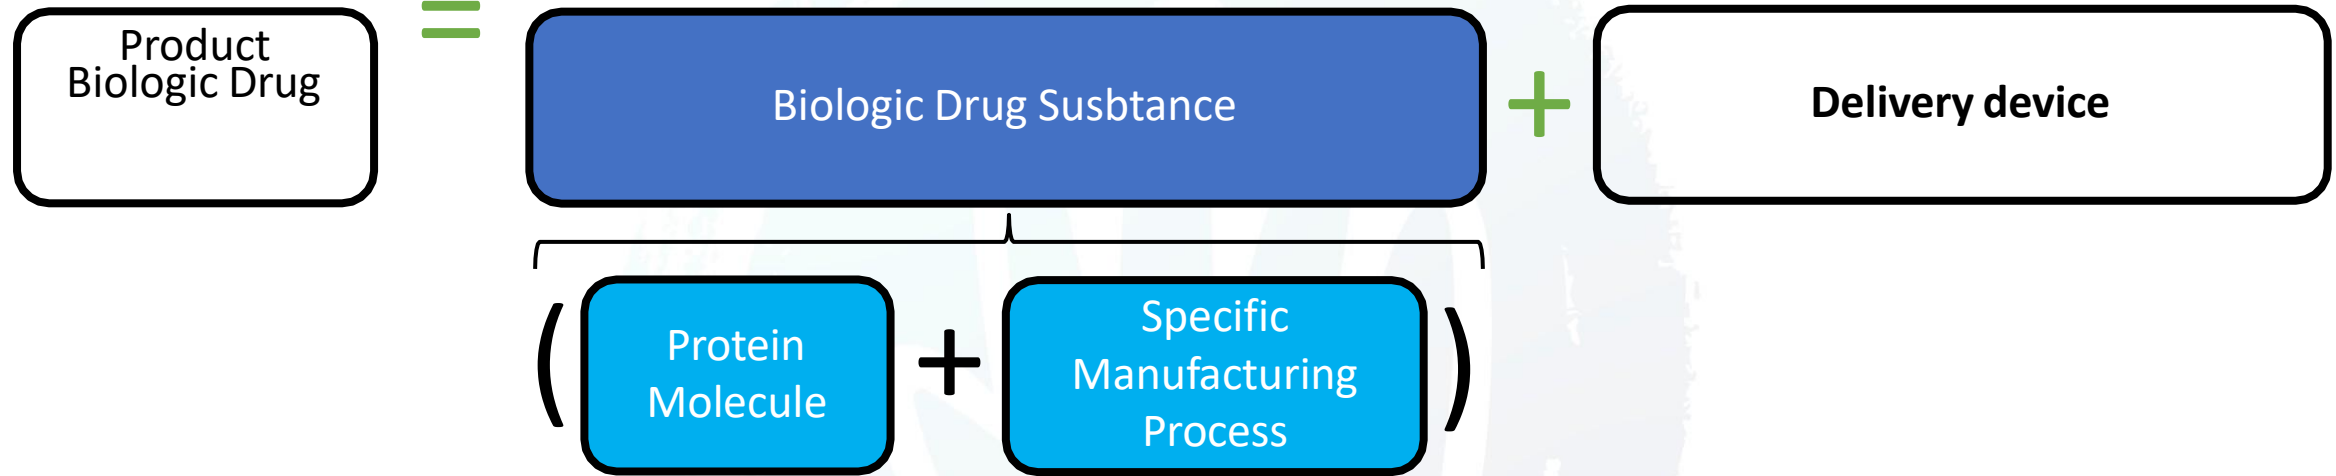 Product
Biologic Drug
=
Biologic Drug Susbtance
+
Delivery device
(
Protein
Molecule
+
Specific
Manufacturing
Process
)